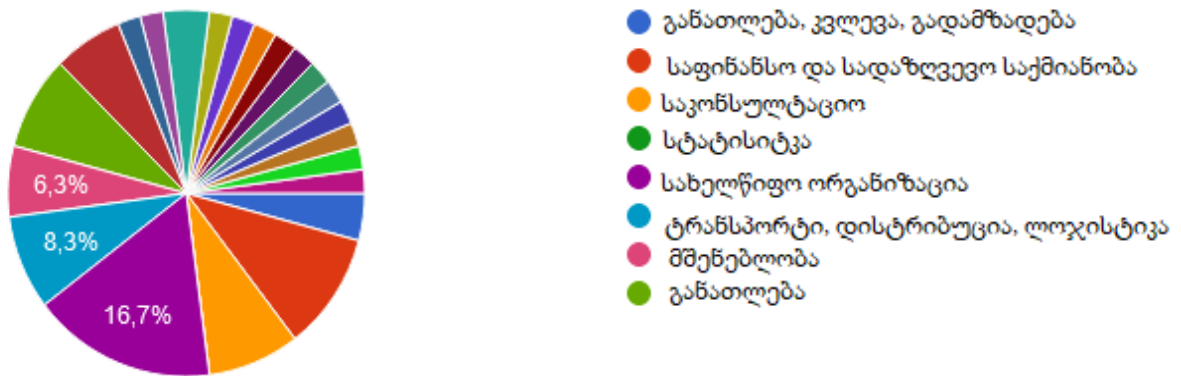 6,3%
8,3%
16,7%
განათლება, კვლევა, გადამზადება
საფინანსო და სადაზღვევო საქმიანობა
საკონსულტაციო
სტატისიტკა
სახელწიფო ორგანიზაცია
ტრანსპორტი, დისტრიბუცია, ლოჯისტიკა
მშენებლობა
განათლება